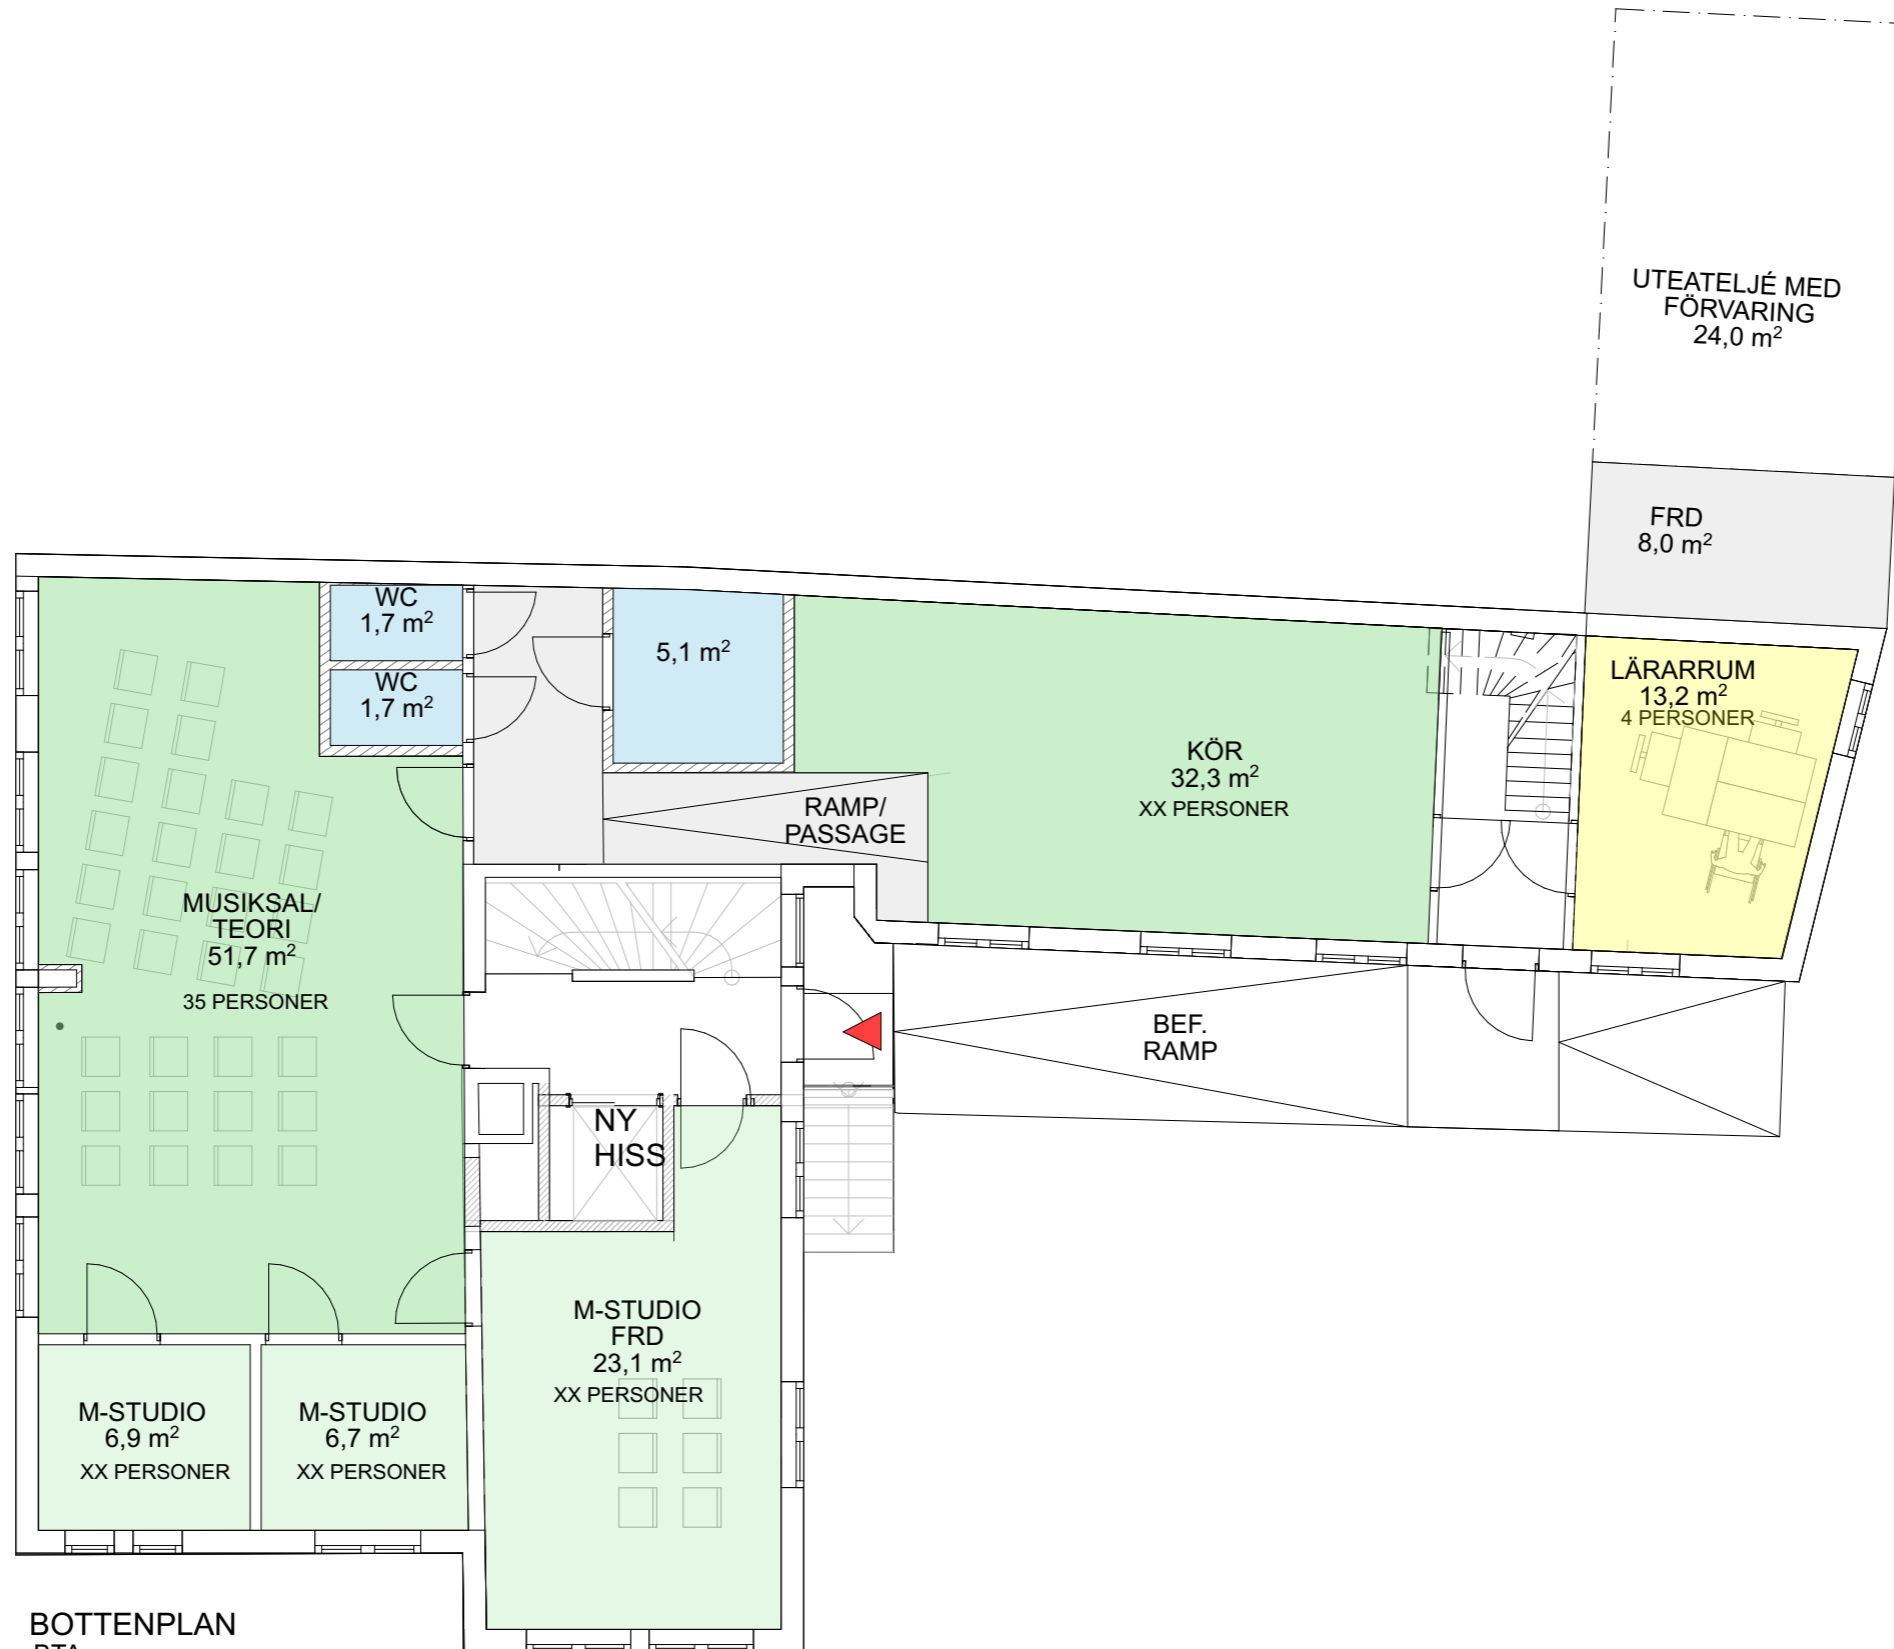 UTEATELJÉ MED
FÖRVARING
24,0 m²
FRD
8,0 m²
WC
1,7 m²
WC
1,7 m²
5,1 m²
LÄRARRUM
13,2 m²
4 PERSONER
KÖR
32,3 m²
XX PERSONER
RAMP/
PASSAGE
MUSIKSAL/
TEORI
51,7 m²
35 PERSONER
BEF.
RAMP
NY
HISS
M-STUDIO
FRD
23,1 m²
XX PERSONER
M-STUDIO
6,9 m²
XX PERSONER
M-STUDIO
6,7 m²
XX PERSONER
BOTTENPLAN